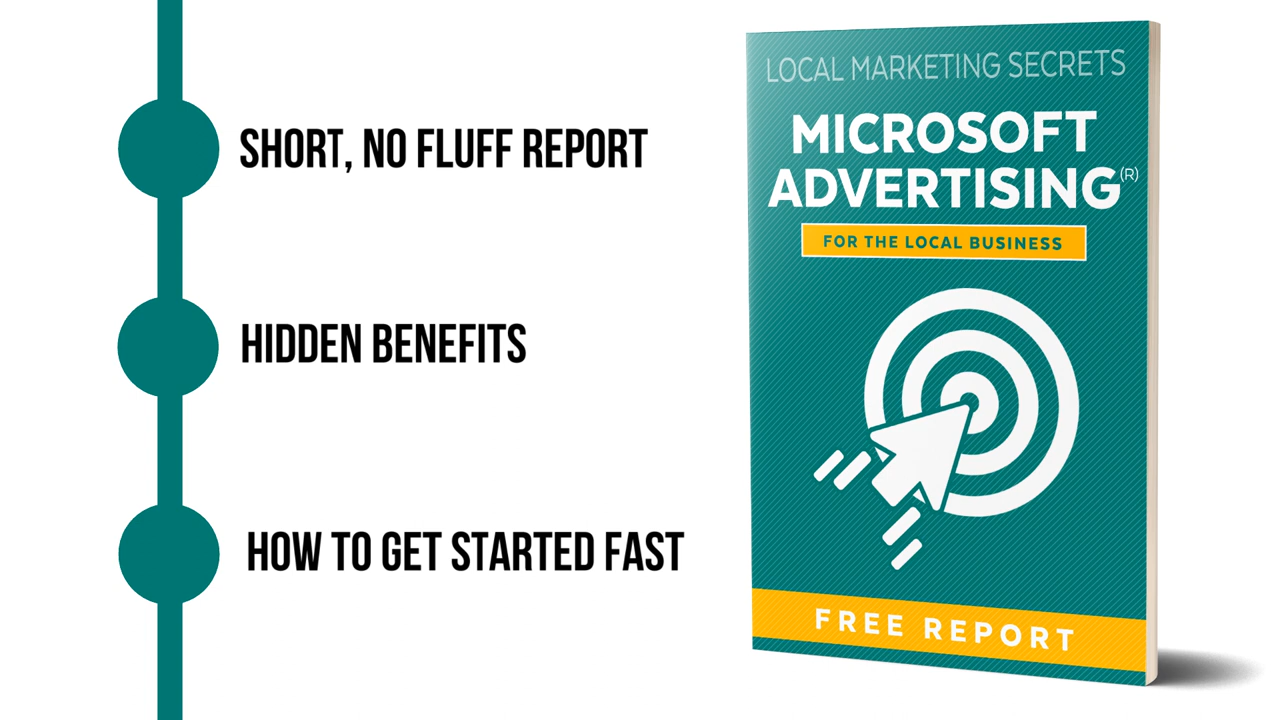 SHORT, NO FLUFF REPORT
HIDDEN BENEFITS
HOW TO GET STARTED FAST
LOCAL MARKETING SECRETS
MICROSOFT
ADVERTISING(R)
FOR THE LOCAL BUSINESS
FREE REPORT